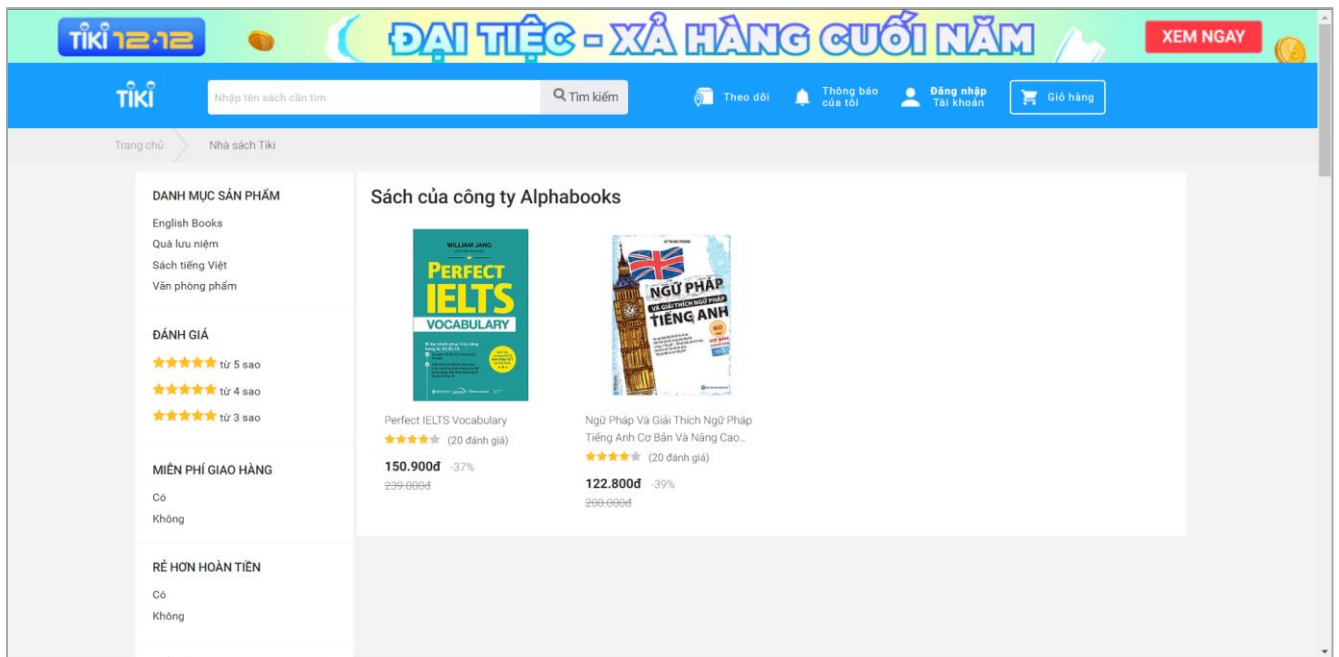 TIKI 12.12
ĐẠI TIỆC - XẢ HÀNG CUỐI NĂM
XEM NGAY
TIKI
Nhập tên sách cần tìm
Tìm kiếm
Theo dõi
Thông báo
của tôi
Đăng nhập
Tài khoản
Giỏ hàng
Trang chủ
Nhà sách Tiki
DANH MỤC SẢN PHẨM
English Books
Quà lưu niệm
Sách tiếng Việt
Văn phòng phẩm
ĐÁNH GIÁ
từ 5 sao
từ 4 sao
từ 3 sao
MIỄN PHÍ GIAO HÀNG
Có
Không
RẺ HƠN HOÀN TIỀN
Có
Không
Sách của công ty Alphabooks
WILLIAM JANG
PERFECT
IELTS
VOCABULARY
Perfect IELTS Vocabulary
(20 đánh giá)
150.900đ -37%
239.000đ
NGỮ PHÁP
VÀ GIẢI THÍCH NGỮ PHÁP
TIẾNG ANH
Ngữ Pháp Và Giải Thích Ngữ Pháp
Tiếng Anh Cơ Bản Và Nâng Cao...
(20 đánh giá)
122.800đ -39%
200.000đ